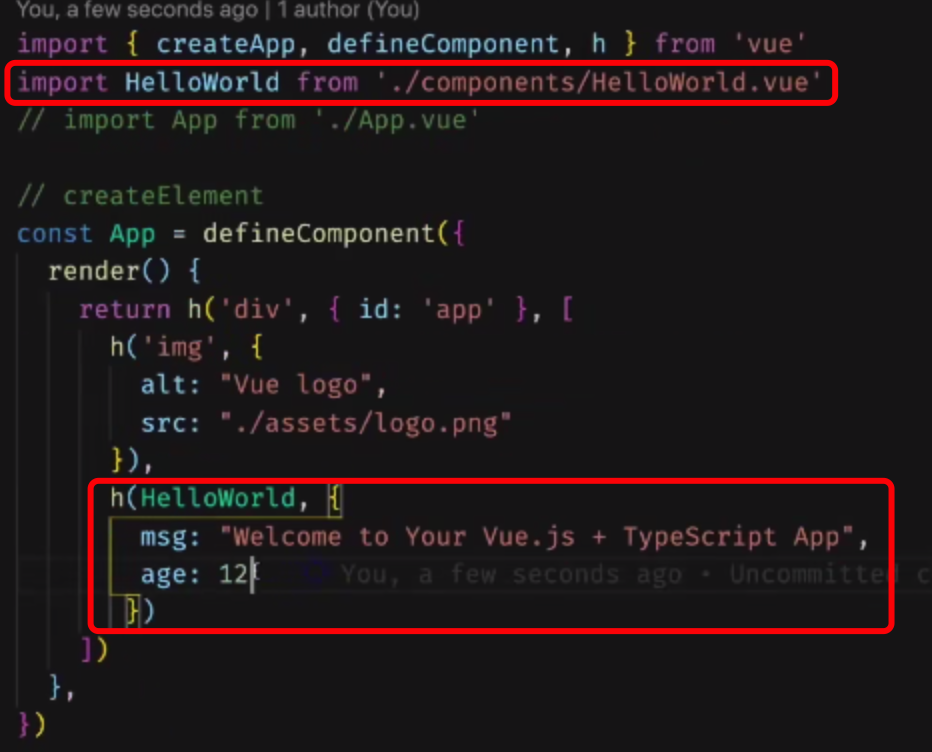 You, a few seconds ago | 1 author (You)
import { createApp, defineComponent, h } from 'vue'
import HelloWorld from './components/HelloWorld.vue'
// import App from './App.vue'
// createElement
const App = defineComponent({
render() {
return h('div', { id: 'app' }, [
h('img', {
alt: "Vue logo",
src: "./assets/logo.png"
}),
h(HelloWorld, {
msg: "Welcome to Your Vue.js + TypeScript App",
age: 12 You, a few seconds ago • Uncommitted c
})
])
},
})